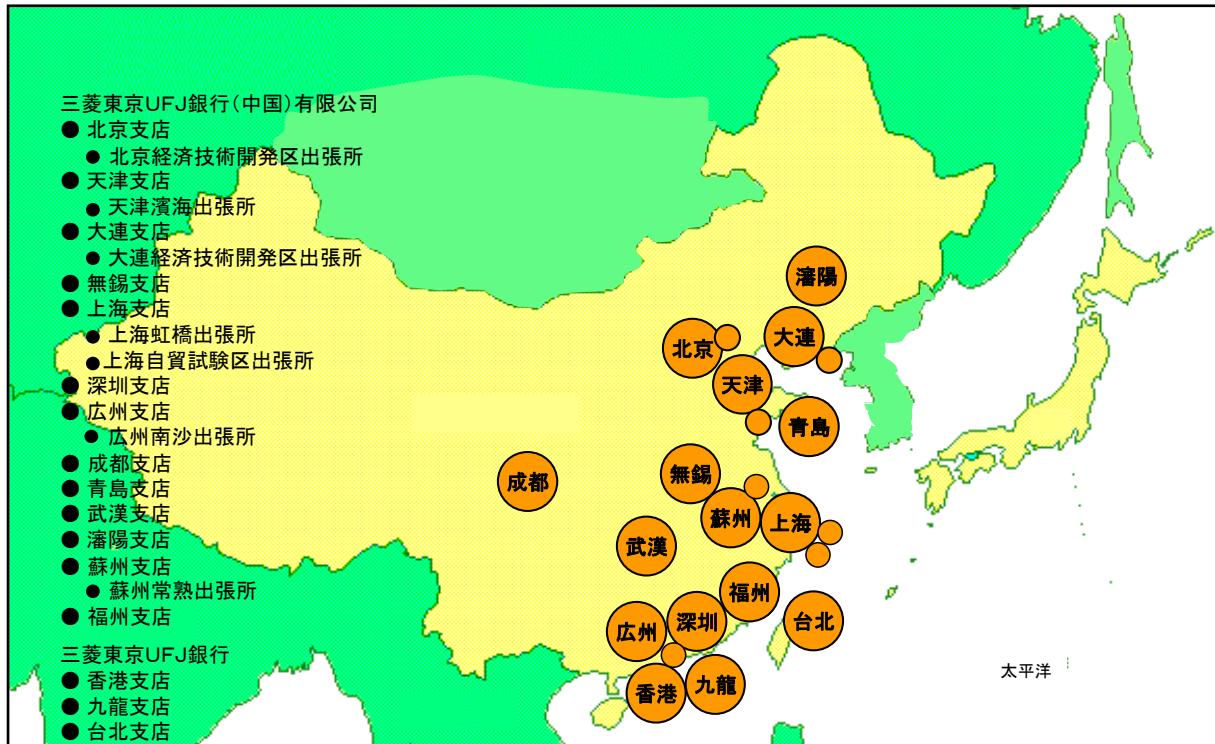 三菱東京UFJ銀行(中国)有限公司
● 北京支店
● 北京経済技術開発区出張所
● 天津支店
● 天津濱海出張所
● 大連支店
● 大連経済技術開発区出張所
● 無錫支店
● 上海支店
● 上海虹橋出張所
● 上海自貿試験区出張所
● 深圳支店
● 広州支店
● 広州南沙出張所
● 成都支店
● 青島支店
● 武漢支店
● 瀋陽支店
● 蘇州支店
● 蘇州常熟出張所
● 福州支店
三菱東京UFJ銀行
● 香港支店
● 九龍支店
● 台北支店
瀋陽
大連
北京
天津
青島
無錫
成都
蘇州
上海
武漢
福州
深圳
広州
台北
九龍
香港
太平洋